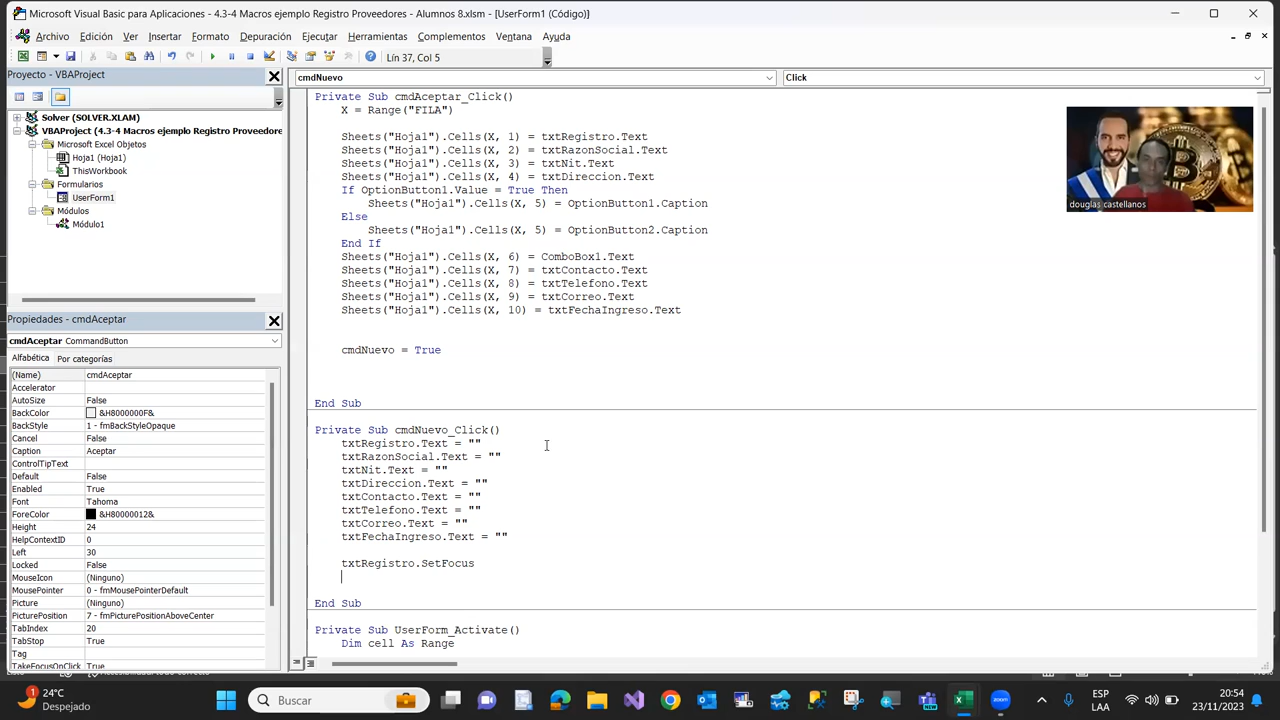 Microsoft Visual Basic para Aplicaciones - 4.3-4 Macros ejemplo Registro Proveedores - Alumnos 8.xlsm - [UserForm1 (Código)]
Archivo Edición Ver Insertar Formato Depuración Ejecutar Herramientas Complementos Ventana Ayuda
Lín 37, Col 5
Proyecto - VBAProject
Solver (SOLVER.XLAM)
VBAProject (4.3-4 Macros ejemplo Registro Proveedores
Microsoft Excel Objetos
Hoja1 (Hoja1)
ThisWorkbook
Formularios
UserForm1
Módulos
Módulo1
Propiedades - cmdAceptar
cmdAceptar CommandButton
Alfabética Por categorías
(Name) cmdAceptar
Accelerator
AutoSize False
BackColor &H8000000F&
BackStyle 1 - fmBackStyleOpaque
Cancel False
Caption Aceptar
ControlTipText
Default False
Enabled True
Font Tahoma
ForeColor &H80000012&
Height 24
HelpContextID 0
Left 30
Locked False
MouseIcon (Ninguno)
MousePointer 0 - fmMousePointerDefault
Picture (Ninguno)
PicturePosition 7 - fmPicturePositionAboveCenter
TabIndex 20
TabStop True
Tag
TakeFocusOnClick True
cmdNuevo Click
Private Sub cmdAceptar_Click()
X = Range("FILA")
Sheets("Hoja1").Cells(X, 1) = txtRegistro.Text
Sheets("Hoja1").Cells(X, 2) = txtRazonSocial.Text
Sheets("Hoja1").Cells(X, 3) = txtNit.Text
Sheets("Hoja1").Cells(X, 4) = txtDireccion.Text
If OptionButton1.Value = True Then
Sheets("Hoja1").Cells(X, 5) = OptionButton1.Caption
Else
Sheets("Hoja1").Cells(X, 5) = OptionButton2.Caption
End If
Sheets("Hoja1").Cells(X, 6) = ComboBox1.Text
Sheets("Hoja1").Cells(X, 7) = txtContacto.Text
Sheets("Hoja1").Cells(X, 8) = txtTelefono.Text
Sheets("Hoja1").Cells(X, 9) = txtCorreo.Text
Sheets("Hoja1").Cells(X, 10) = txtFechaIngreso.Text
cmdNuevo = True
End Sub
Private Sub cmdNuevo_Click()
txtRegistro.Text = ""
txtRazonSocial.Text = ""
txtNit.Text = ""
txtDireccion.Text = ""
txtContacto.Text = ""
txtTelefono.Text = ""
txtCorreo.Text = ""
txtFechaIngreso.Text = ""
txtRegistro.SetFocus
End Sub
Private Sub UserForm_Activate()
Dim cell As Range
douglas castellanos
24°C
Despejado
Buscar
ESP
LAA
20:54
23/11/2023